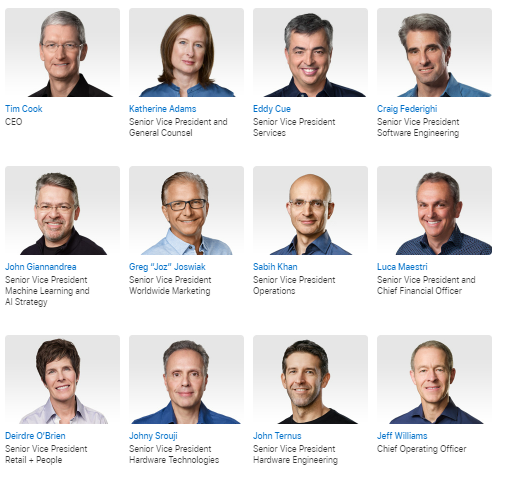 Tim Cook
CEO
Katherine Adams
Senior Vice President and
General Counsel
Eddy Cue
Senior Vice President
Services
Craig Federighi
Senior Vice President
Software Engineering
John Giannandrea
Senior Vice President
Machine Learning and
AI Strategy
Greg “Joz” Joswiak
Senior Vice President
Worldwide Marketing
Sabih Khan
Senior Vice President
Operations
Luca Maestri
Senior Vice President and
Chief Financial Officer
Deirdre O’Brien
Senior Vice President
Retail + People
Johny Srouji
Senior Vice President
Hardware Technologies
John Ternus
Senior Vice President
Hardware Engineering
Jeff Williams
Chief Operating Officer